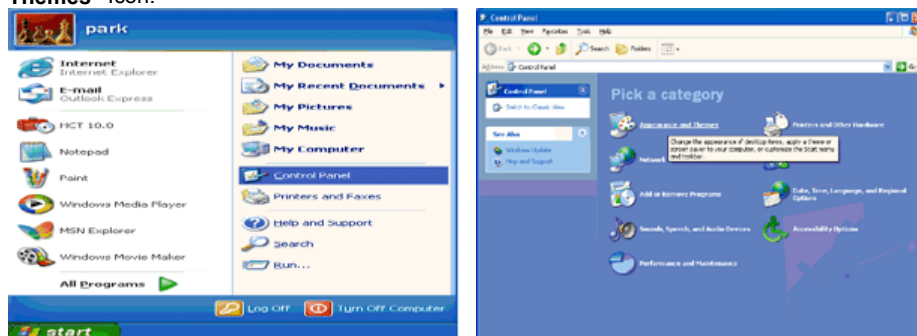 Themes" icon.
park
Internet
Internet Explorer
E-mail
Outlook Express
HCT 10.0
Notepad
Paint
Windows Media Player
MSN Explorer
Windows Movie Maker
All Programs
My Documents
My Recent Documents
My Pictures
My Music
My Computer
Control Panel
Printers and Faxes
Help and Support
Search
Run...
Log Off
Turn Off Computer
start
Control Panel
File Edit View Favorites Tools Help
Back
Search
Folders
Address
Control Panel
Go
Control Panel
Switch to Classic View
See Also
Windows Update
Help and Support
Pick a category
Appearance and Themes
Printers and Other Hardware
Change the appearance of desktop items, apply a theme or
screen saver to your computer, or customize the Start menu
and taskbar.
Network
Add or Remove Programs
Date, Time, Language, and Regional
Options
Sounds, Speech, and Audio Devices
Accessibility Options
Performance and Maintenance